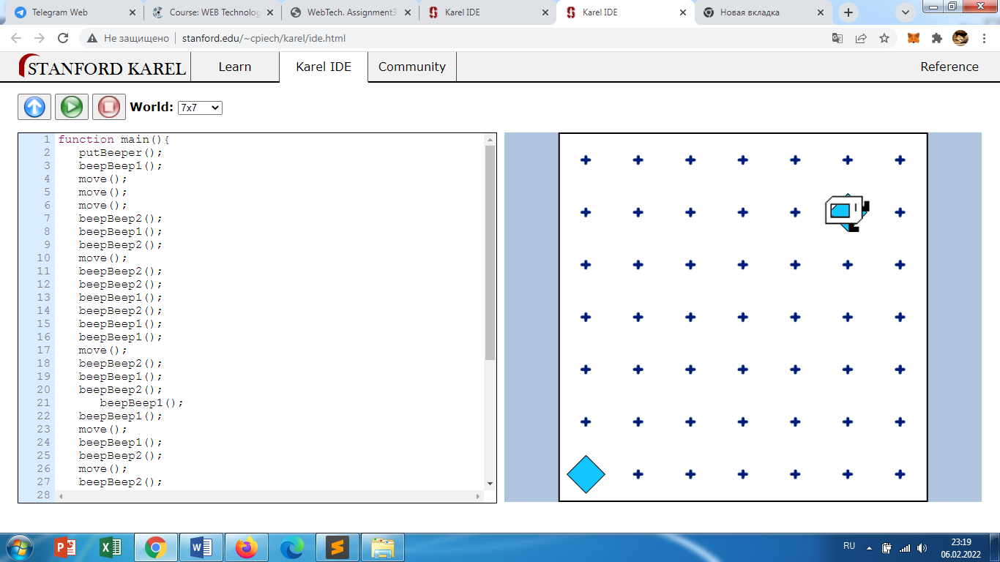 Telegram Web
Course: WEB Technolog
WebTech. Assignment3
Karel IDE
Karel IDE
Новая вкладка
Не защищено | stanford.edu/~cpiech/karel/ide.html
STANFORD KAREL
Learn
Karel IDE
Community
Reference
World: 7x7
1 function main(){
2 putBeeper();
3 beepBeep1();
4 move();
5 move();
6 move();
7 beepBeep2();
8 beepBeep1();
9 beepBeep2();
10 move();
11 beepBeep2();
12 beepBeep2();
13 beepBeep1();
14 beepBeep2();
15 beepBeep1();
16 beepBeep1();
17 move();
18 beepBeep2();
19 beepBeep1();
20 beepBeep2();
21 beepBeep1();
22 beepBeep1();
23 move();
24 beepBeep1();
25 beepBeep2();
26 move();
27 beepBeep2();
28
RU
23:19
06.02.2022